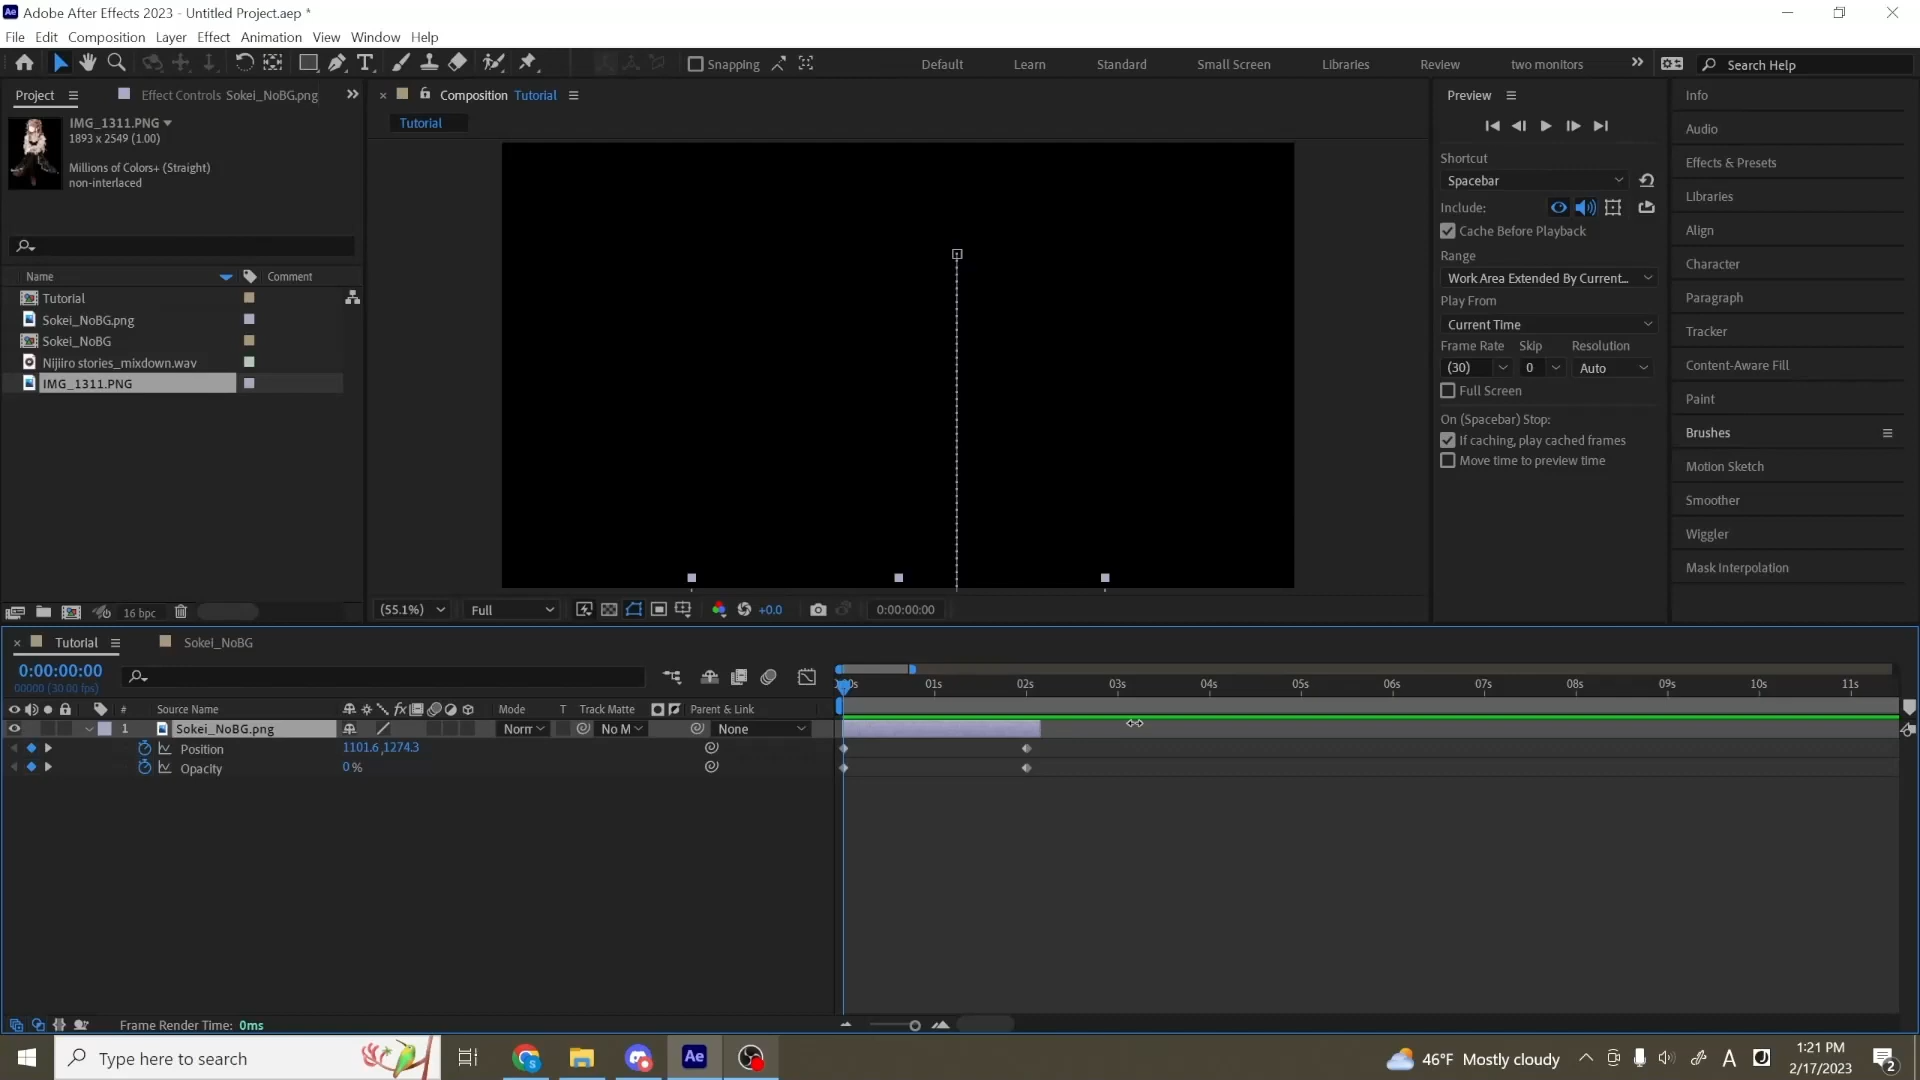 Adobe After Effects 2023 - Untitled Project.aep *
File Edit Composition Layer Effect Animation View Window Help
Snapping
Default Learn Standard Small Screen Libraries Review two monitors
Search Help
Project
Effect Controls Sokei_NoBG.png
IMG_1311.PNG
1893 x 2549 (1.00)
Millions of Colors+ (Straight)
non-interlaced
Name Comment
Tutorial
Sokei_NoBG.png
Sokei_NoBG
Nijiiro stories_mixdown.wav
IMG_1311.PNG
16 bpc
Composition Tutorial
Tutorial
(55.1%) Full +0.0 0:00:00:00
Preview
Shortcut
Spacebar
Include:
Cache Before Playback
Range
Work Area Extended By Current...
Play From
Current Time
Frame Rate Skip Resolution
(30) 0 Auto
Full Screen
On (Spacebar) Stop:
If caching, play cached frames
Move time to preview time
Info
Audio
Effects & Presets
Libraries
Align
Character
Paragraph
Tracker
Content-Aware Fill
Paint
Brushes
Motion Sketch
Smoother
Wiggler
Mask Interpolation
Tutorial Sokei_NoBG
0:00:00:00
00000 (30.00 fps)
01s 02s 03s 04s 05s 06s 07s 08s 09s 10s 11s
# Source Name fx Mode T Track Matte Parent & Link
1 Sokei_NoBG.png Norr No M None
Position 1101.6,1274.3
Opacity 0 %
Frame Render Time: 0ms
Type here to search
Ae
46°F Mostly cloudy
A
1:21 PM
2/17/2023
2